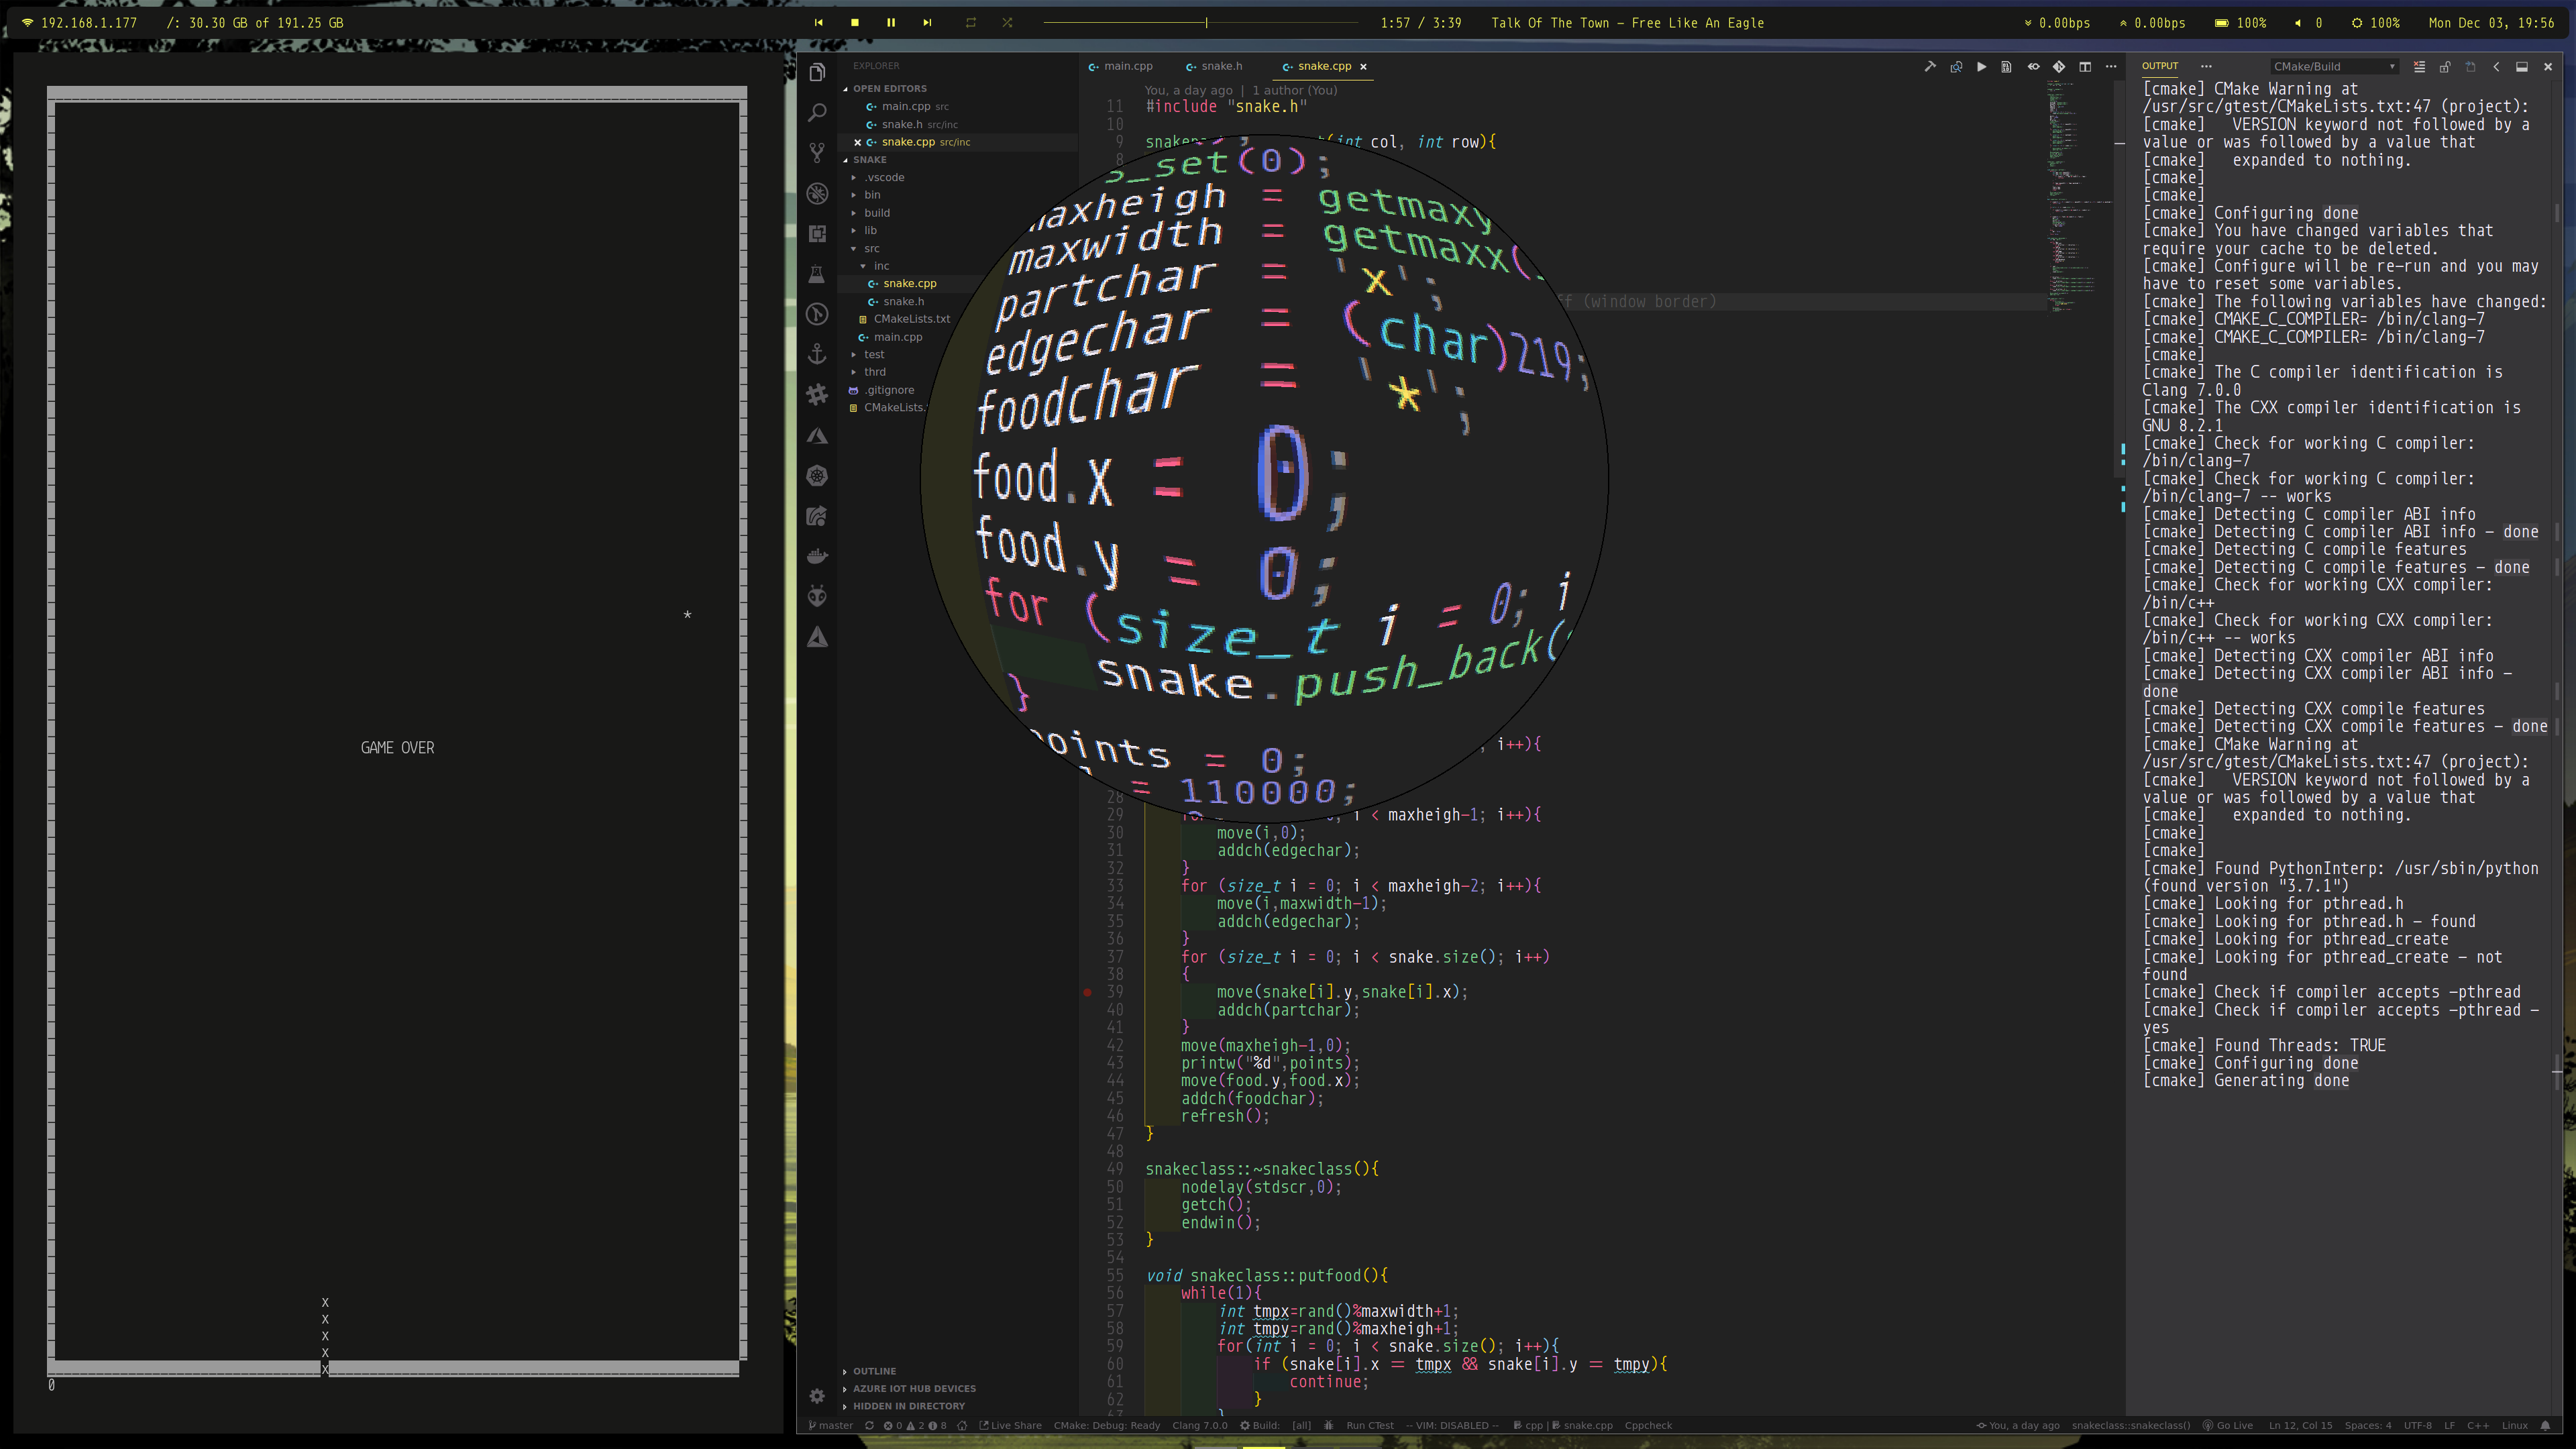 192.168.1.177 /: 30.30 GB of 191.25 GB
1:57 / 3:39 Talk Of The Town – Free Like An Eagle
0.00bps 0.00bps 100% 0 100% Mon Dec 03, 19:56
*
GAME OVER
x
x
x
x
x
0
EXPLORER
OPEN EDITORS
main.cpp src
snake.h src/inc
snake.cpp src/inc
SNAKE
.vscode
bin
build
lib
src
inc
snake.cpp
snake.h
CMakeLists.txt
main.cpp
test
thrd
.gitignore
CMakeLists.
OUTLINE
AZURE IOT HUB DEVICES
HIDDEN IN DIRECTORY
main.cpp snake.h snake.cpp
You, a day ago | 1 author (You)
11 #include "snake.h"
10
9 (int col, int row){
8
s_set(0);
maxheigh = getmaxy
maxwidth = getmaxx(
partchar = 'x';
(window border)
edgechar = (char)219;
foodchar = '*';
food.x = 0;
food.y = 0;
for (size_t i = 0; i
snake.push_back(
}
points = 0;
i++){
= 110000;
28
29 i < maxheigh-1; i++){
30 move(i,0);
31 addch(edgechar);
32 }
33 for (size_t i = 0; i < maxheigh-2; i++){
34 move(i,maxwidth-1);
35 addch(edgechar);
36 }
37 for (size_t i = 0; i < snake.size(); i++)
38 {
39 move(snake[i].y,snake[i].x);
40 addch(partchar);
41 }
42 move(maxheigh-1,0);
43 printw("%d",points);
44 move(food.y,food.x);
45 addch(foodchar);
46 refresh();
47 }
48
49 snakeclass::~snakeclass(){
50 nodelay(stdscr,0);
51 getch();
52 endwin();
53 }
54
55 void snakeclass::putfood(){
56 while(1){
57 int tmpx=rand()%maxwidth+1;
58 int tmpy=rand()%maxheigh+1;
59 for(int i = 0; i < snake.size(); i++){
60 if (snake[i].x == tmpx && snake[i].y == tmpy){
61 continue;
62 }
OUTPUT CMake/Build
[cmake] CMake Warning at
/usr/src/gtest/CMakeLists.txt:47 (project):
[cmake] VERSION keyword not followed by a
value or was followed by a value that
[cmake] expanded to nothing.
[cmake]
[cmake]
[cmake] Configuring done
[cmake] You have changed variables that
require your cache to be deleted.
[cmake] Configure will be re-run and you may
have to reset some variables.
[cmake] The following variables have changed:
[cmake] CMAKE_C_COMPILER= /bin/clang-7
[cmake] CMAKE_C_COMPILER= /bin/clang-7
[cmake]
[cmake] The C compiler identification is
Clang 7.0.0
[cmake] The CXX compiler identification is
GNU 8.2.1
[cmake] Check for working C compiler:
/bin/clang-7
[cmake] Check for working C compiler:
/bin/clang-7 -- works
[cmake] Detecting C compiler ABI info
[cmake] Detecting C compiler ABI info - done
[cmake] Detecting C compile features
[cmake] Detecting C compile features - done
[cmake] Check for working CXX compiler:
/bin/c++
[cmake] Check for working CXX compiler:
/bin/c++ -- works
[cmake] Detecting CXX compiler ABI info
[cmake] Detecting CXX compiler ABI info -
done
[cmake] Detecting CXX compile features
[cmake] Detecting CXX compile features - done
[cmake] CMake Warning at
/usr/src/gtest/CMakeLists.txt:47 (project):
[cmake] VERSION keyword not followed by a
value or was followed by a value that
[cmake] expanded to nothing.
[cmake]
[cmake]
[cmake] Found PythonInterp: /usr/sbin/python
(found version "3.7.1")
[cmake] Looking for pthread.h
[cmake] Looking for pthread.h - found
[cmake] Looking for pthread_create
[cmake] Looking for pthread_create - not
found
[cmake] Check if compiler accepts -pthread
[cmake] Check if compiler accepts -pthread -
yes
[cmake] Found Threads: TRUE
[cmake] Configuring done
[cmake] Generating done
master 0 2 8 Live Share CMake: Debug: Ready Clang 7.0.0 Build: [all] Run CTest -- VIM: DISABLED -- cpp | snake.cpp Cppcheck
You, a day ago snakeclass::snakeclass() Go Live Ln 12, Col 15 Spaces: 4 UTF-8 LF C++ Linux